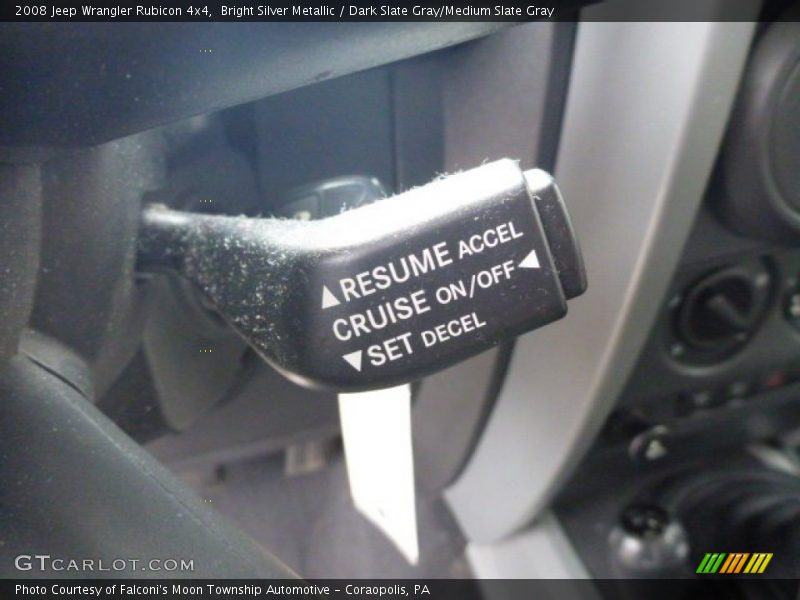 2008 Jeep Wrangler Rubicon 4x4,  Bright Silver Metallic / Dark Slate Gray/Medium Slate Gray
▲RESUME ACCEL
CRUISE ON/OFF◀
▼SET DECEL
GTCARLOT.COM
Photo Courtesy of Falconi's Moon Township Automotive - Coraopolis, PA